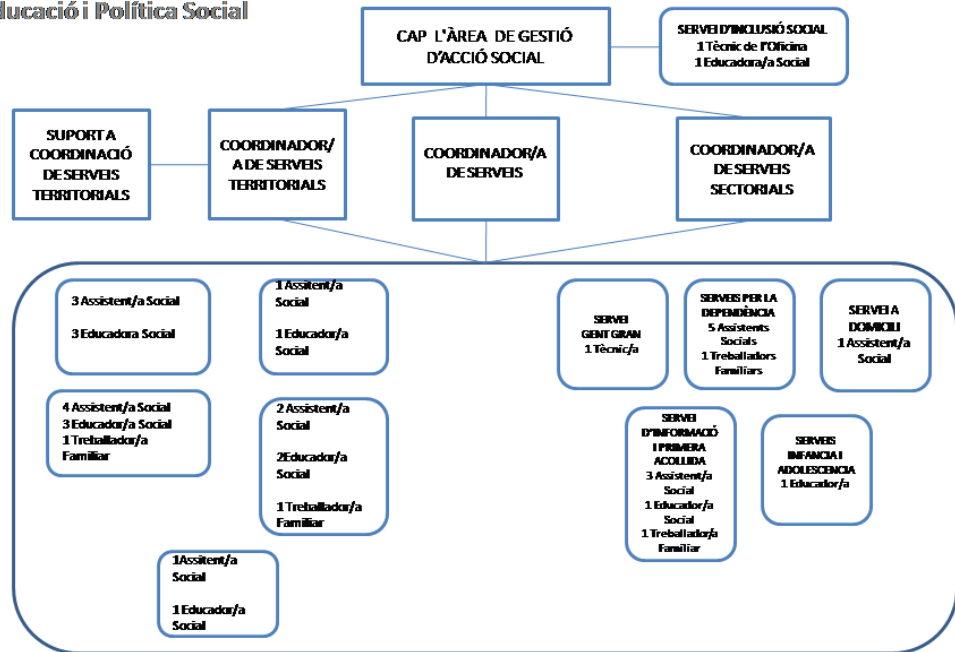 ducació i Política Social
CAP L'ÀREA DE GESTIÓ
D'ACCIÓ SOCIAL
SERVEI D'INCLUSIÓ SOCIAL
1 Tècnic de l'Oficina
1 Educadora/a Social
SUPORT A
COORDINACIÓ
DE SERVEIS
TERRITORIALS
COORDINADOR/
A DE SERVEIS
TERRITORIALS
COORDINADOR/A
DE SERVEIS
COORDINADOR/A
DE SERVEIS
SECTORIALS
3 Assistent/a Social
3 Educadora Social
1 Assitent/a
Social
1 Educador/a
Social
SERVEI
GENT GRAN
1 Tècnic/a
SERVEIS PER LA
DEPENDÈNCIA
5 Assistents
Socials
1 Treballadors
Familiars
SERVEI A
DOMICILI
1 Assistent/a
Social
4 Assistent/a Social
3 Educador/a Social
1 Treballador/a
Familiar
2 Assistent/a
Social
2Educador/a
Social
1 Treballador/a
Familiar
SERVEI
D'INFORMACIÓ
I PRIMERA
ACOLLIDA
3 Assistent/a
Social
1 Educador/a
Social
1 Treballador/a
Familiar
SERVEIS
INFANCIA I
ADOLESCENCIA
1 Educador/a
1Assitent/a
Social
1 Educador/a
Social